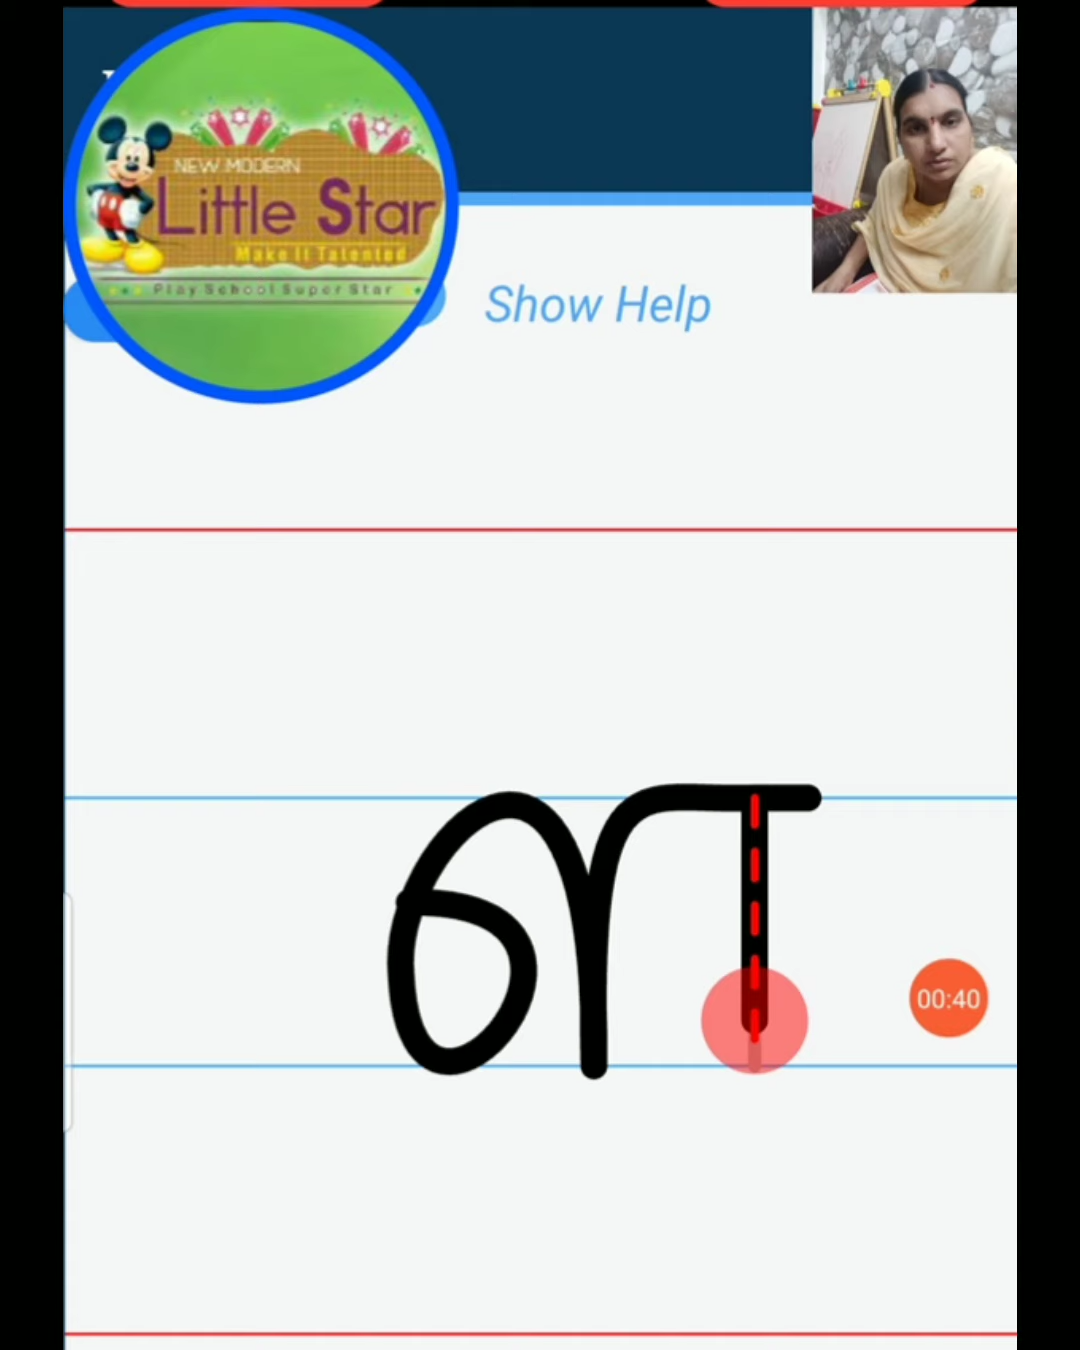 NEW MODERN
Little Star
Make It Talented
Play School Super Star
Show Help
ள
00:40